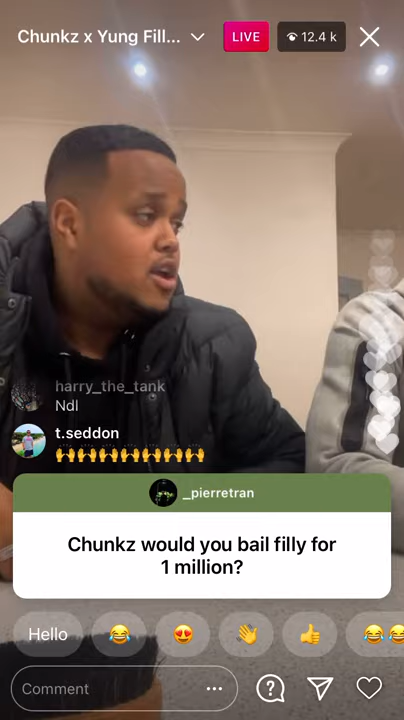 Chunkz x Yung Fill...
LIVE
12.4 k
harry_the_tank
Ndl
t.seddon
🙌🙌🙌🙌🙌🙌🙌
_pierretran
Chunkz would you bail filly for
1 million?
Hello
Comment